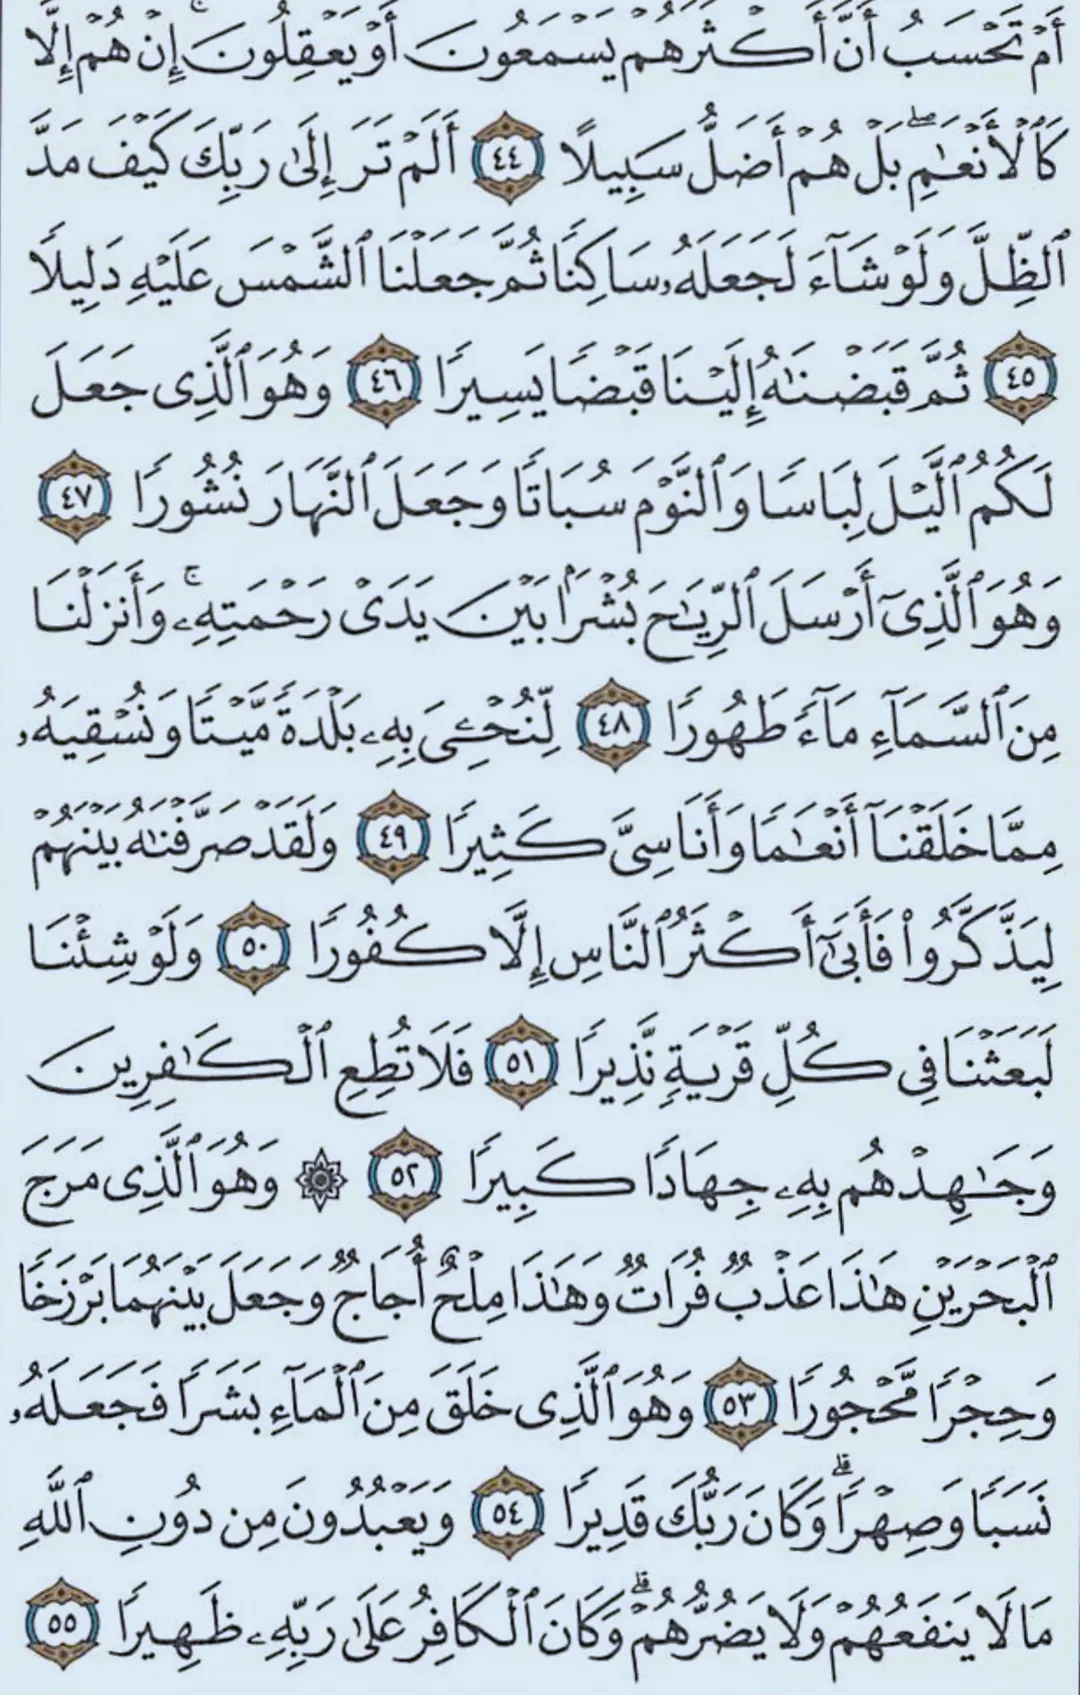 أَمْ تَحْسَبُ أَنَّ أَكْثَرَهُمْ يَسْمَعُونَ أَوْ يَعْقِلُونَ ۚ إِنْ هُمْ إِلَّا
كَٱلْأَنْعَٰمِ ۖ بَلْ هُمْ أَضَلُّ سَبِيلًا ٤٤ أَلَمْ تَرَ إِلَىٰ رَبِّكَ كَيْفَ مَدَّ
ٱلظِّلَّ وَلَوْ شَآءَ لَجَعَلَهُۥ سَاكِنًا ثُمَّ جَعَلْنَا ٱلشَّمْسَ عَلَيْهِ دَلِيلًا
٤٥ ثُمَّ قَبَضْنَٰهُ إِلَيْنَا قَبْضًا يَسِيرًا ٤٦ وَهُوَ ٱلَّذِى جَعَلَ
لَكُمُ ٱلَّيْلَ لِبَاسًا وَٱلنَّوْمَ سُبَاتًا وَجَعَلَ ٱلنَّهَارَ نُشُورًا ٤٧
وَهُوَ ٱلَّذِىٓ أَرْسَلَ ٱلرِّيَٰحَ بُشْرًۢا بَيْنَ يَدَىْ رَحْمَتِهِۦ ۚ وَأَنزَلْنَا
مِنَ ٱلسَّمَآءِ مَآءً طَهُورًا ٤٨ لِّنُحْـِۧىَ بِهِۦ بَلْدَةً مَّيْتًا وَنُسْقِيَهُۥ
مِمَّا خَلَقْنَآ أَنْعَٰمًا وَأَنَاسِىَّ كَثِيرًا ٤٩ وَلَقَدْ صَرَّفْنَٰهُ بَيْنَهُمْ
لِيَذَّكَّرُوا۟ فَأَبَىٰٓ أَكْثَرُ ٱلنَّاسِ إِلَّا كُفُورًا ٥٠ وَلَوْ شِئْنَا
لَبَعَثْنَا فِى كُلِّ قَرْيَةٍ نَّذِيرًا ٥١ فَلَا تُطِعِ ٱلْكَٰفِرِينَ
وَجَٰهِدْهُم بِهِۦ جِهَادًا كَبِيرًا ٥٢ ۞ وَهُوَ ٱلَّذِى مَرَجَ
ٱلْبَحْرَيْنِ هَٰذَا عَذْبٌ فُرَاتٌ وَهَٰذَا مِلْحٌ أُجَاجٌ وَجَعَلَ بَيْنَهُمَا بَرْزَخًا
وَحِجْرًا مَّحْجُورًا ٥٣ وَهُوَ ٱلَّذِى خَلَقَ مِنَ ٱلْمَآءِ بَشَرًا فَجَعَلَهُۥ
نَسَبًا وَصِهْرًا ۗ وَكَانَ رَبُّكَ قَدِيرًا ٥٤ وَيَعْبُدُونَ مِن دُونِ ٱللَّهِ
مَا لَا يَنفَعُهُمْ وَلَا يَضُرُّهُمْ ۗ وَكَانَ ٱلْكَافِرُ عَلَىٰ رَبِّهِۦ ظَهِيرًا ٥٥